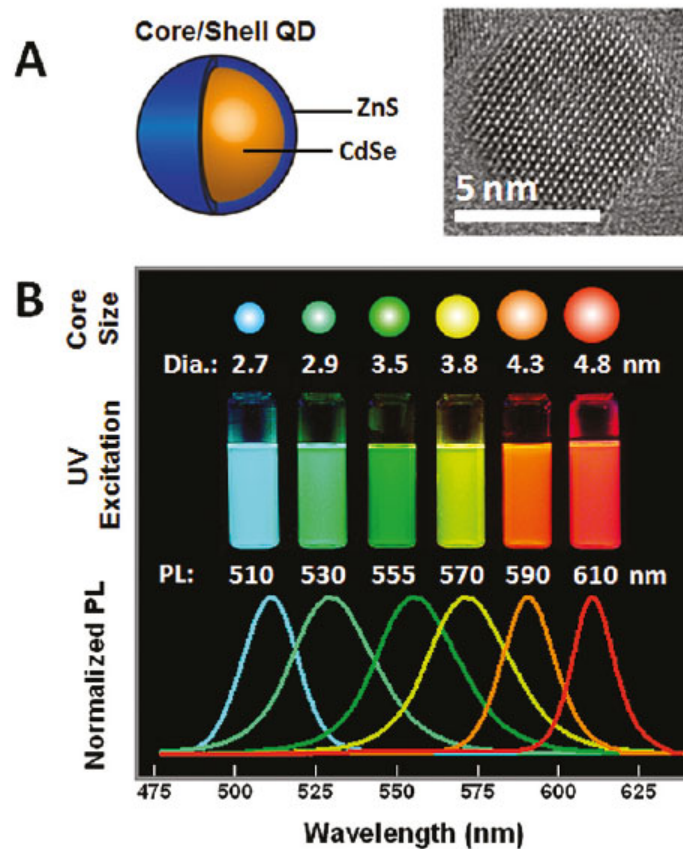 A
Core/Shell QD
ZnS
CdSe
5 nm
B
Core
Size
Dia.: 2.7 2.9 3.5 3.8 4.3 4.8 nm
UV
Excitation
PL: 510 530 555 570 590 610 nm
Normalized PL
475 500 525 550 575 600 625
Wavelength (nm)